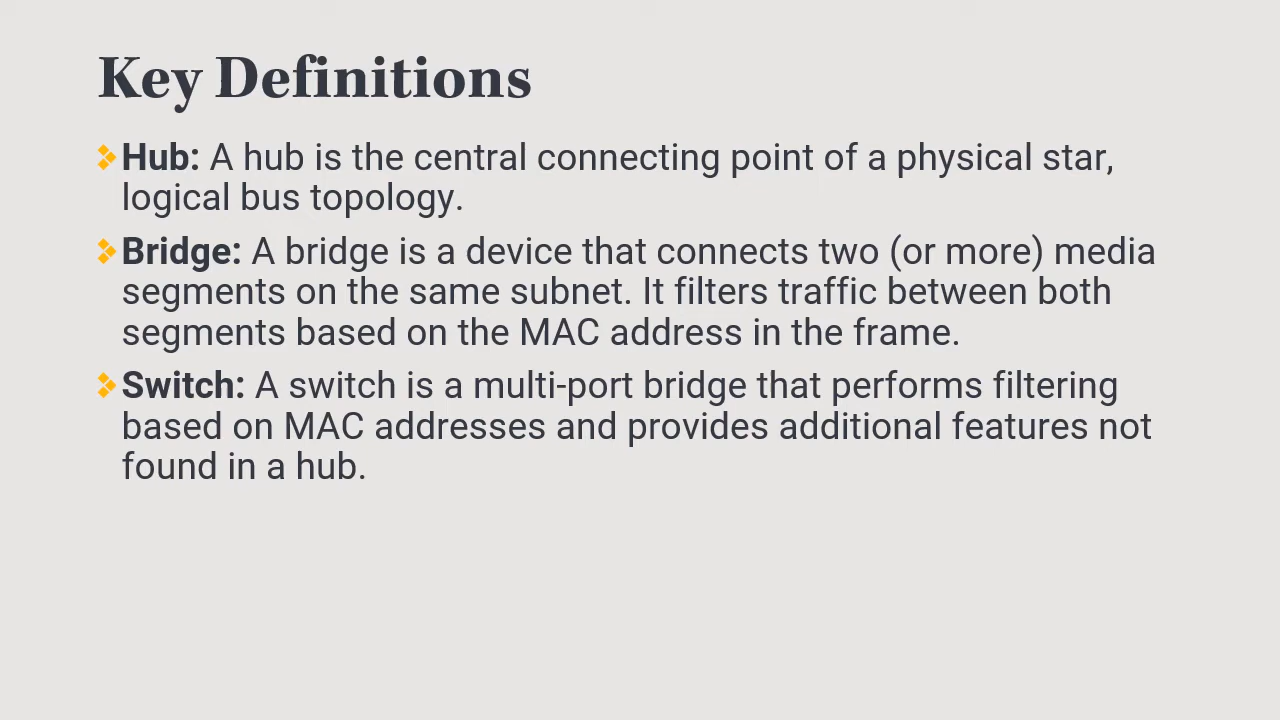 Key Definitions
Hub: A hub is the central connecting point of a physical star,
logical bus topology.
Bridge: A bridge is a device that connects two (or more) media
segments on the same subnet. It filters traffic between both
segments based on the MAC address in the frame.
Switch: A switch is a multi-port bridge that performs filtering
based on MAC addresses and provides additional features not
found in a hub.